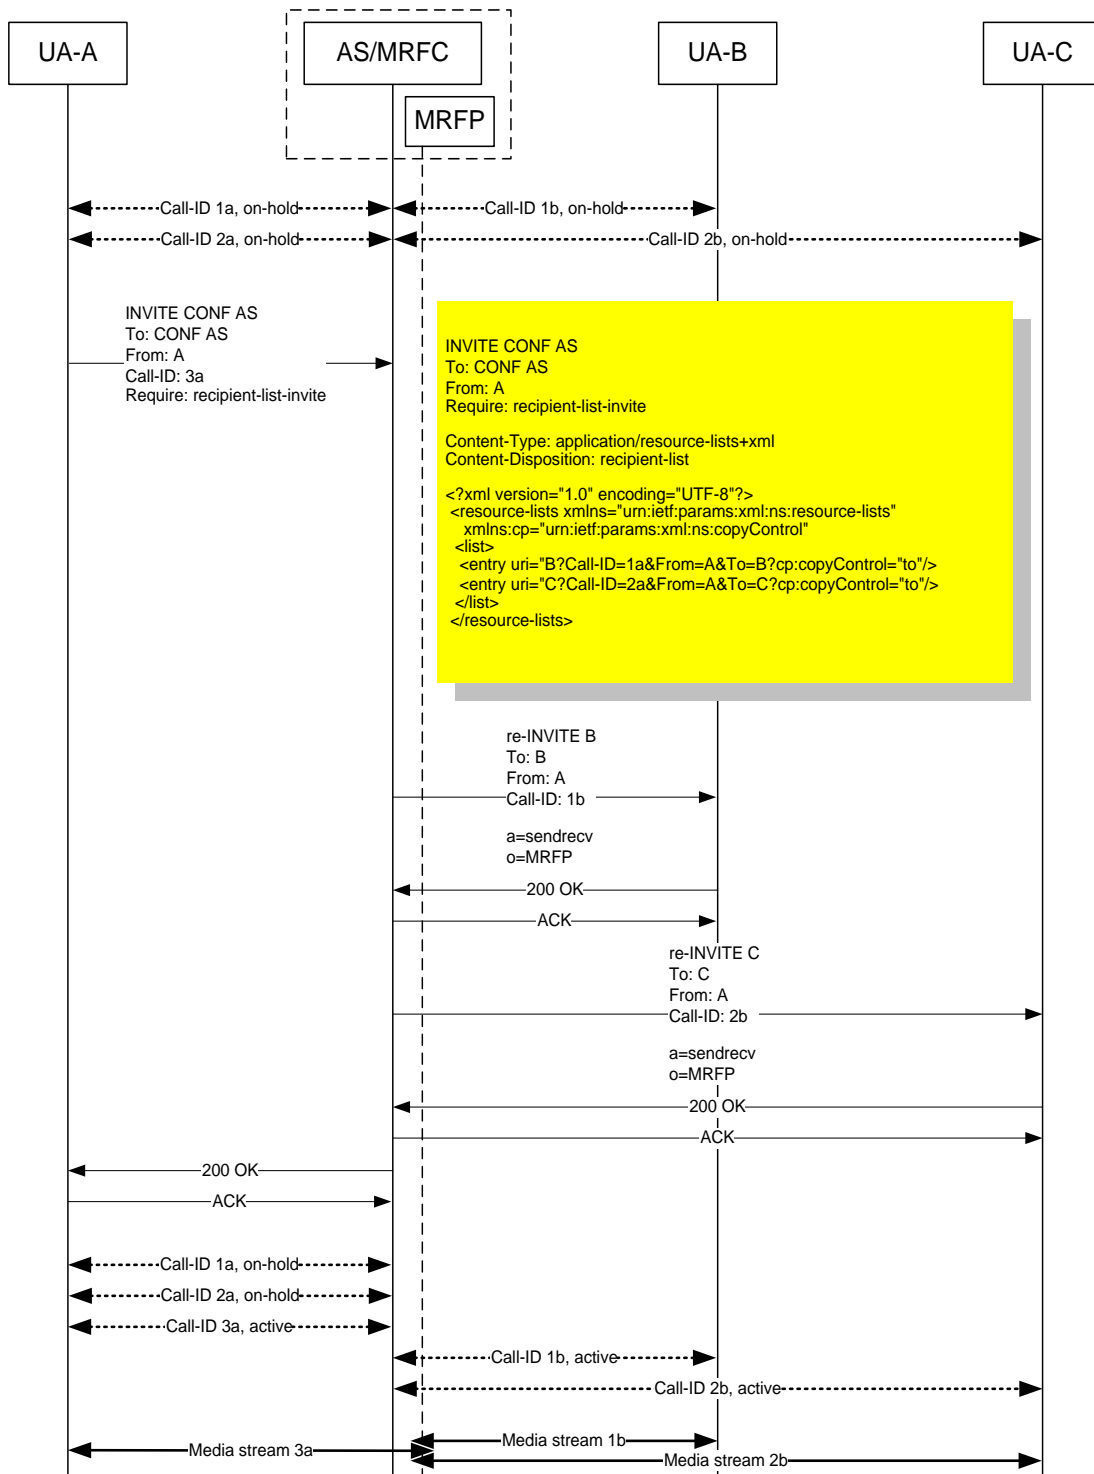 UA-A
AS/MRFC
UA-B
UA-C
MRFP
Call-ID 1a, on-hold
Call-ID 1b, on-hold
Call-ID 2a, on-hold
Call-ID 2b, on-hold
INVITE CONF AS
To: CONF AS
From: A
Call-ID: 3a
Require: recipient-list-invite
INVITE CONF AS
To: CONF AS
From: A
Require: recipient-list-invite
Content-Type: application/resource-lists+xml
Content-Disposition: recipient-list
<?xml version="1.0" encoding="UTF-8"?>
<resource-lists xmlns="urn:ietf:params:xml:ns:resource-lists"
xmlns:cp="urn:ietf:params:xml:ns:copyControl"
<list>
<entry uri="B?Call-ID=1a&From=A&To=B?cp:copyControl="to"/>
<entry uri="C?Call-ID=2a&From=A&To=C?cp:copyControl="to"/>
</list>
</resource-lists>
re-INVITE B
To: B
From: A
Call-ID: 1b
a=sendrecv
o=MRFP
200 OK
ACK
re-INVITE C
To: C
From: A
Call-ID: 2b
a=sendrecv
o=MRFP
200 OK
ACK
200 OK
ACK
Call-ID 1a, on-hold
Call-ID 2a, on-hold
Call-ID 3a, active
Call-ID 1b, active
Call-ID 2b, active
Media stream 3a
Media stream 1b
Media stream 2b